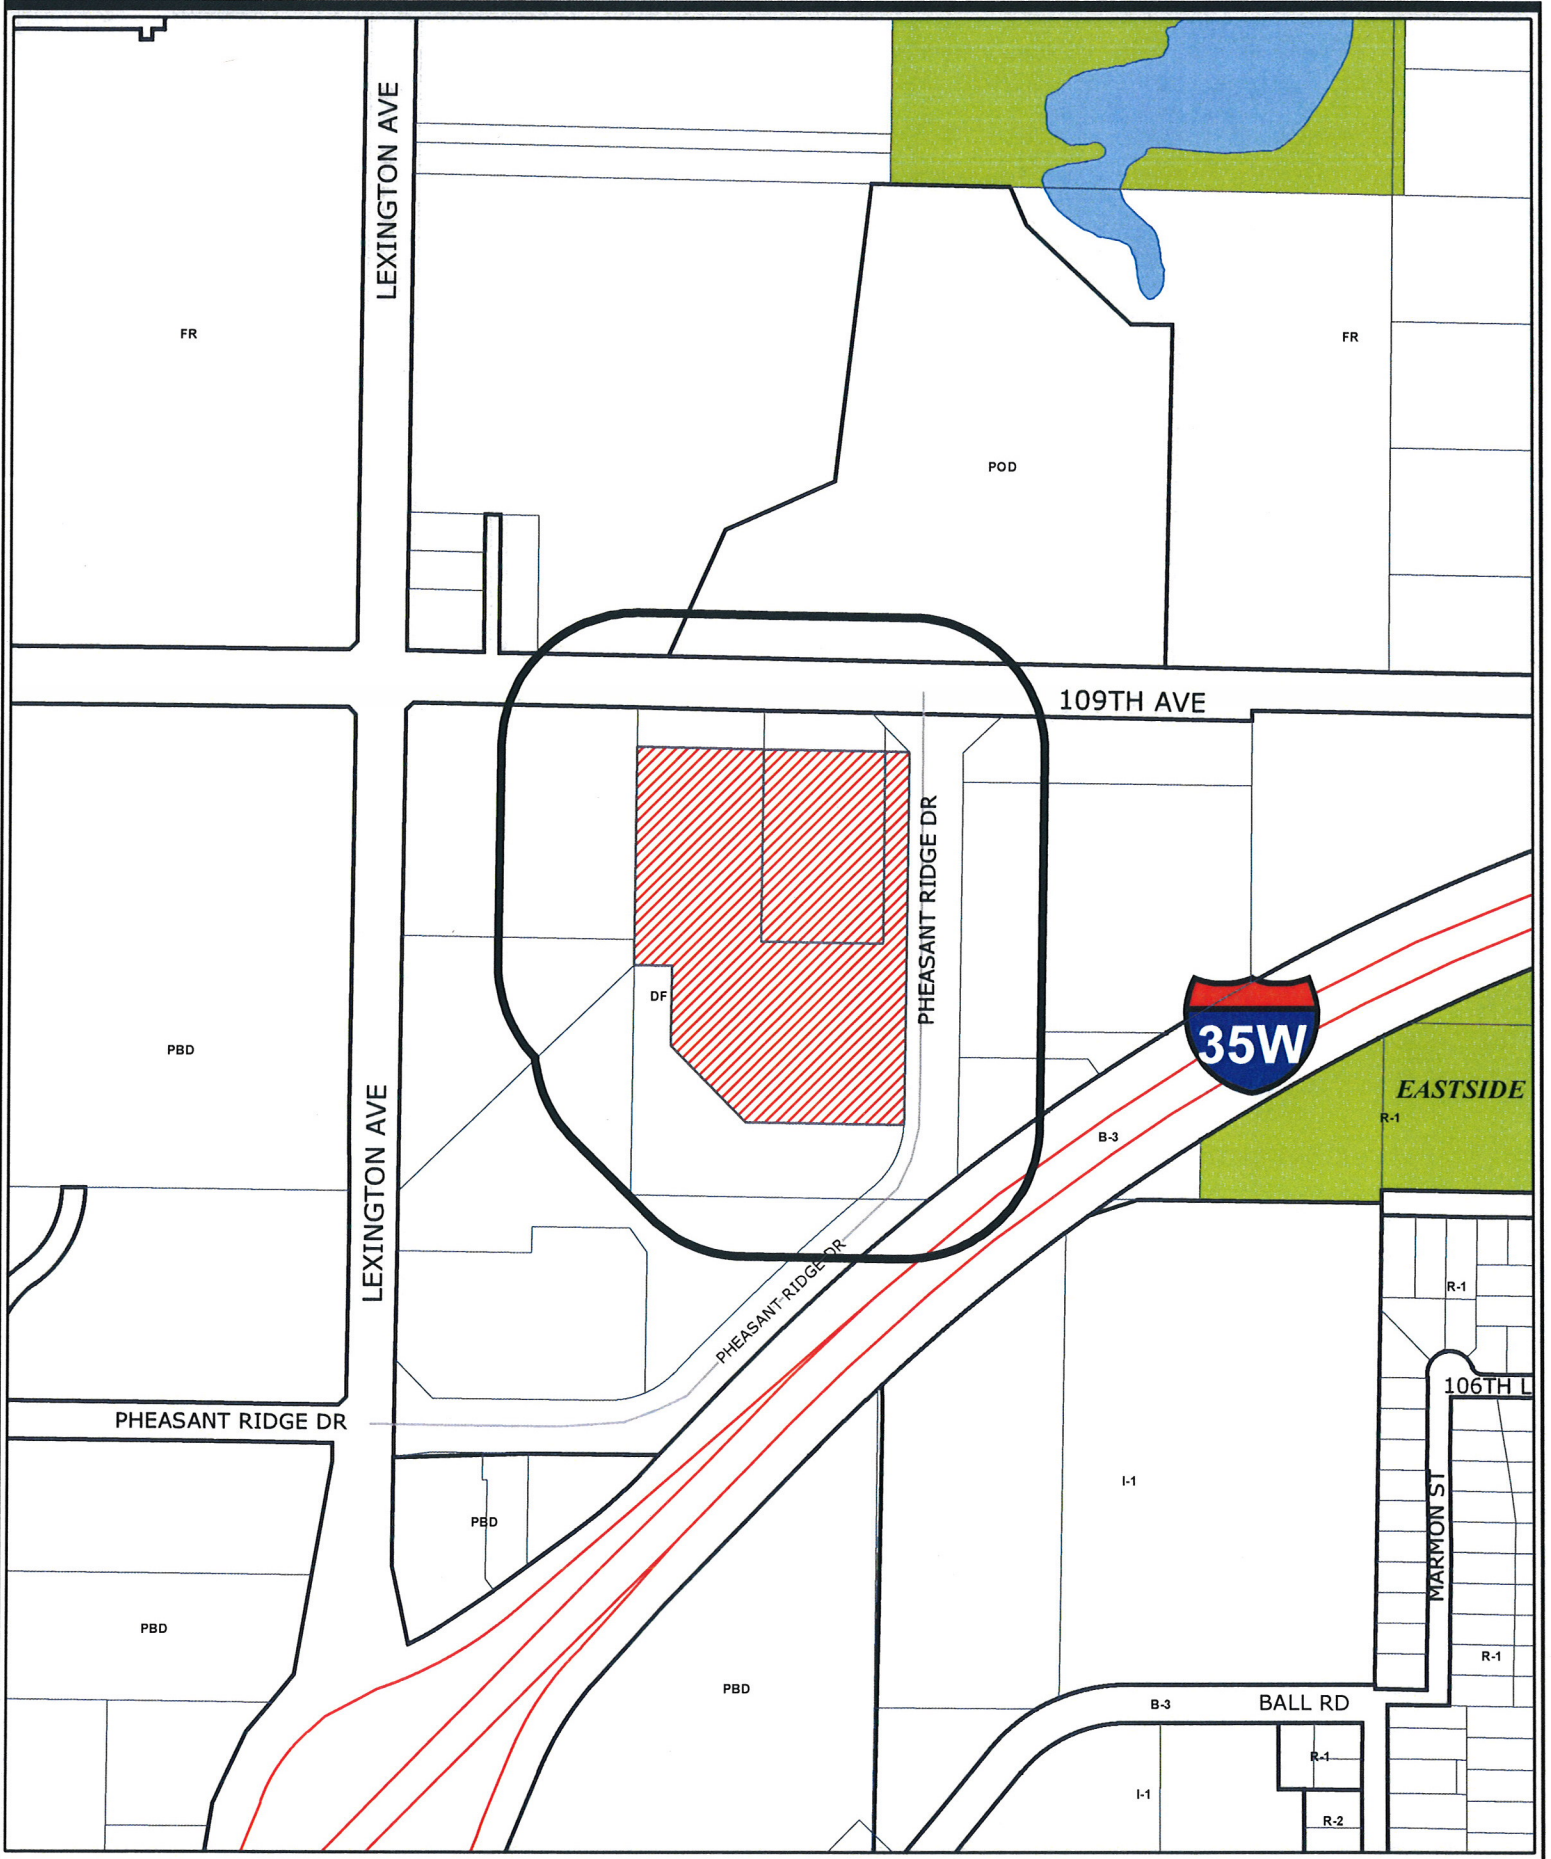 LEXINGTON AVE
FR
FR
POD
109TH AVE
PHEASANT RIDGE DR
DF
35W
PBD
EASTSIDE
R-1
B-3
LEXINGTON AVE
PHEASANT RIDGE DR
R-1
106TH L
PHEASANT RIDGE DR
I-1
MARMON ST
PBD
PBD
R-1
PBD
B-3
BALL RD
R-1
I-1
R-2